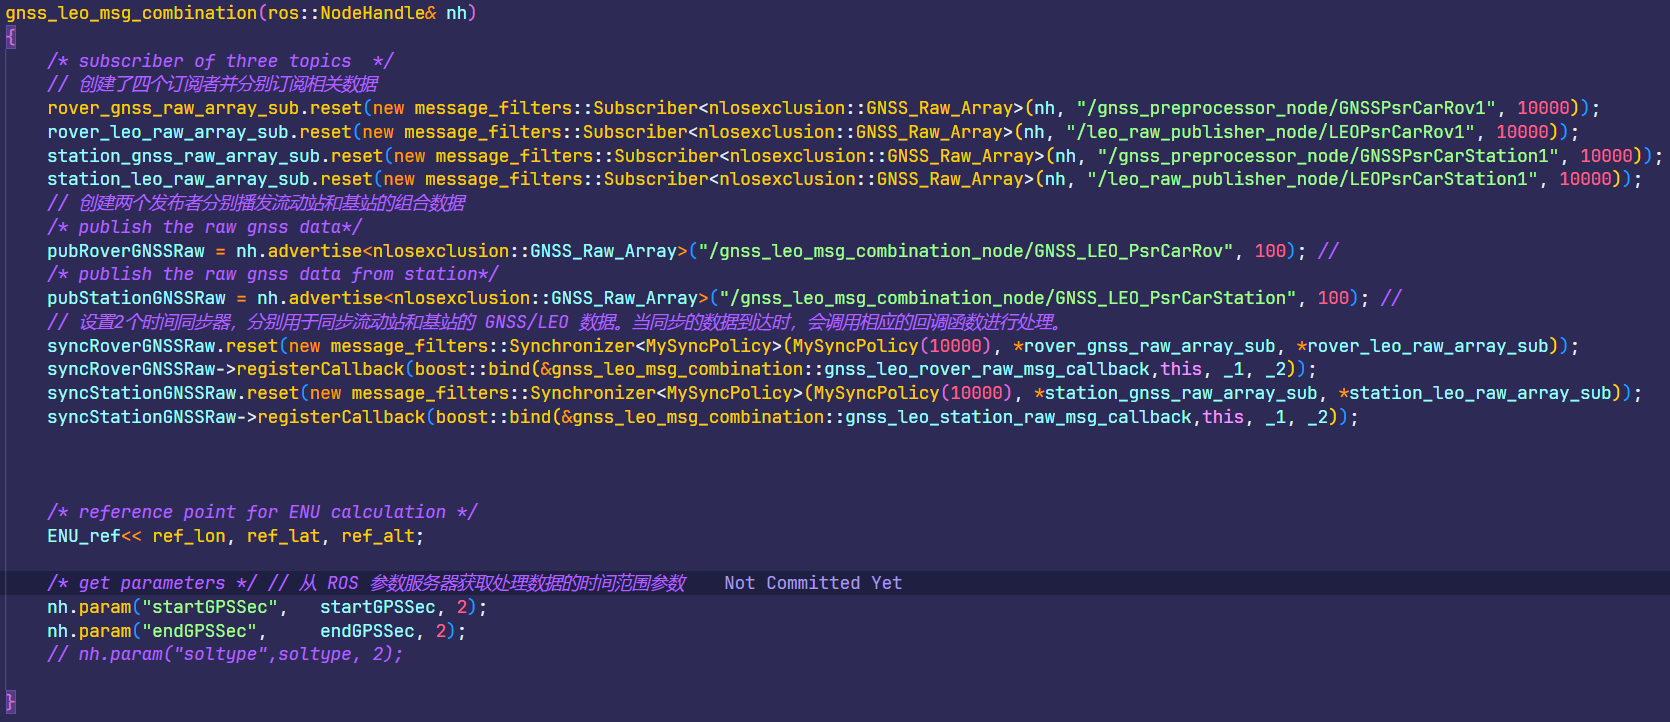 gnss_leo_msg_combination(ros::NodeHandle& nh)
{
/* subscriber of three topics  */
// 创建了四个订阅者并分别订阅相关数据
rover_gnss_raw_array_sub.reset(new message_filters::Subscriber<nlosexclusion::GNSS_Raw_Array>(nh, "/gnss_preprocessor_node/GNSSPsrCarRov1", 10000));
rover_leo_raw_array_sub.reset(new message_filters::Subscriber<nlosexclusion::GNSS_Raw_Array>(nh, "/leo_raw_publisher_node/LEOPsrCarRov1", 10000));
station_gnss_raw_array_sub.reset(new message_filters::Subscriber<nlosexclusion::GNSS_Raw_Array>(nh, "/gnss_preprocessor_node/GNSSPsrCarStation1", 10000));
station_leo_raw_array_sub.reset(new message_filters::Subscriber<nlosexclusion::GNSS_Raw_Array>(nh, "/leo_raw_publisher_node/LEOPsrCarStation1", 10000));
// 创建两个发布者分别播发流动站和基站的组合数据
/* publish the raw gnss data*/
pubRoverGNSSRaw = nh.advertise<nlosexclusion::GNSS_Raw_Array>("/gnss_leo_msg_combination_node/GNSS_LEO_PsrCarRov", 100); //
/* publish the raw gnss data from station*/
pubStationGNSSRaw = nh.advertise<nlosexclusion::GNSS_Raw_Array>("/gnss_leo_msg_combination_node/GNSS_LEO_PsrCarStation", 100); //
// 设置2个时间同步器，分别用于同步流动站和基站的 GNSS/LEO 数据。当同步的数据到达时，会调用相应的回调函数进行处理。
syncRoverGNSSRaw.reset(new message_filters::Synchronizer<MySyncPolicy>(MySyncPolicy(10000), *rover_gnss_raw_array_sub, *rover_leo_raw_array_sub));
syncRoverGNSSRaw->registerCallback(boost::bind(&gnss_leo_msg_combination::gnss_leo_rover_raw_msg_callback,this, _1, _2));
syncStationGNSSRaw.reset(new message_filters::Synchronizer<MySyncPolicy>(MySyncPolicy(10000), *station_gnss_raw_array_sub, *station_leo_raw_array_sub));
syncStationGNSSRaw->registerCallback(boost::bind(&gnss_leo_msg_combination::gnss_leo_station_raw_msg_callback,this, _1, _2));
/* reference point for ENU calculation */
ENU_ref<< ref_lon, ref_lat, ref_alt;
/* get parameters */ // 从 ROS 参数服务器获取处理数据的时间范围参数    Not Committed Yet
nh.param("startGPSSec",   startGPSSec, 2);
nh.param("endGPSSec",     endGPSSec, 2);
// nh.param("soltype",soltype, 2);
}